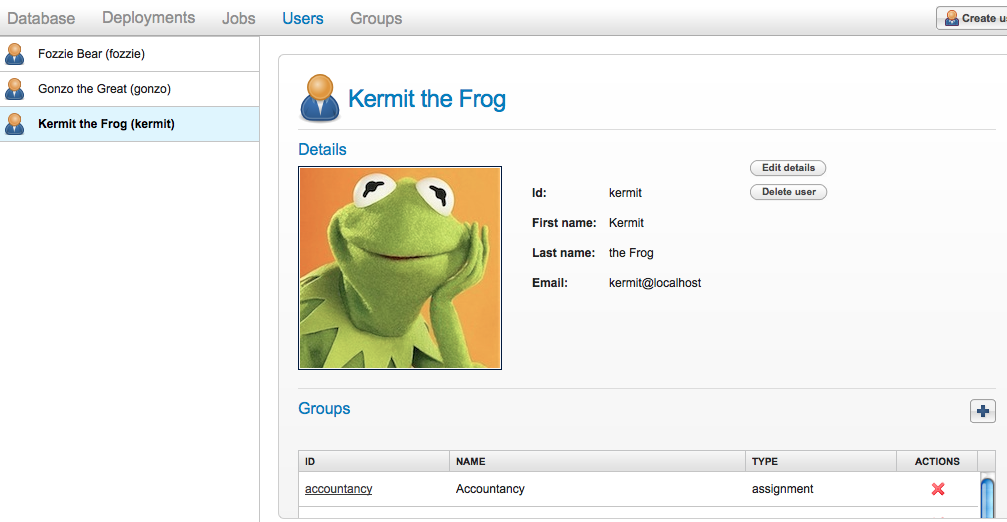 Database Deployments Jobs Users Groups Create
Fozzie Bear (fozzie)
Gonzo the Great (gonzo)
Kermit the Frog (kermit)
Kermit the Frog
Details
Edit details
Delete user
Id: kermit
First name: Kermit
Last name: the Frog
Email: kermit@localhost
Groups
ID NAME TYPE ACTIONS
accountancy Accountancy assignment